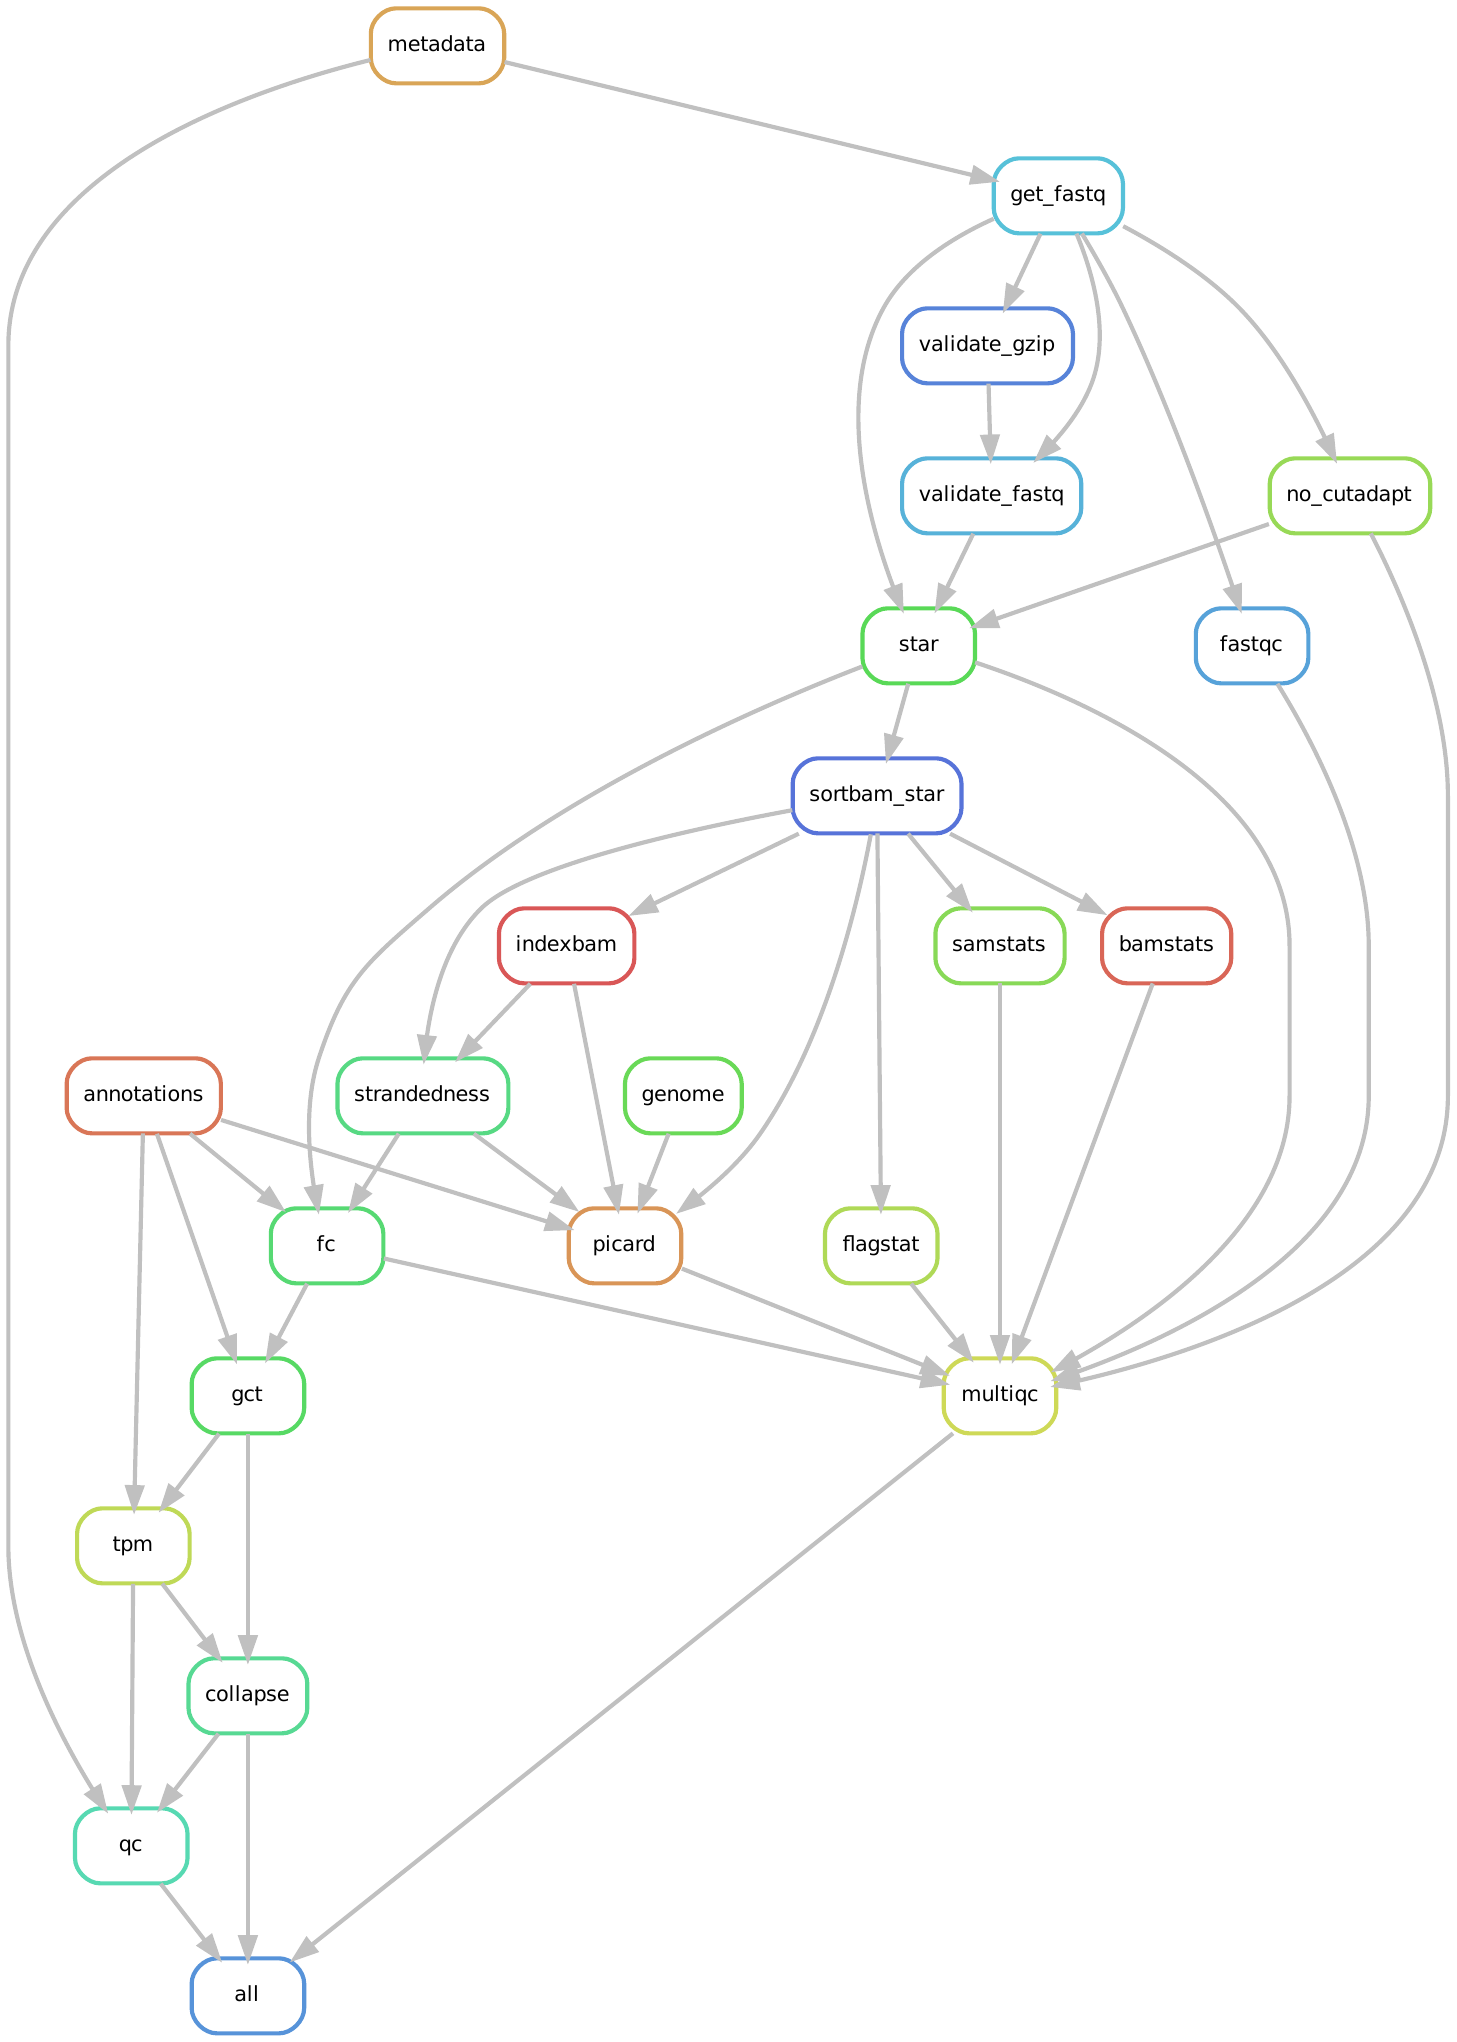 metadata
get_fastq
validate_gzip
validate_fastq
no_cutadapt
star
fastqc
sortbam_star
indexbam
samstats
bamstats
annotations
strandedness
genome
fc
picard
flagstat
gct
multiqc
tpm
collapse
qc
all